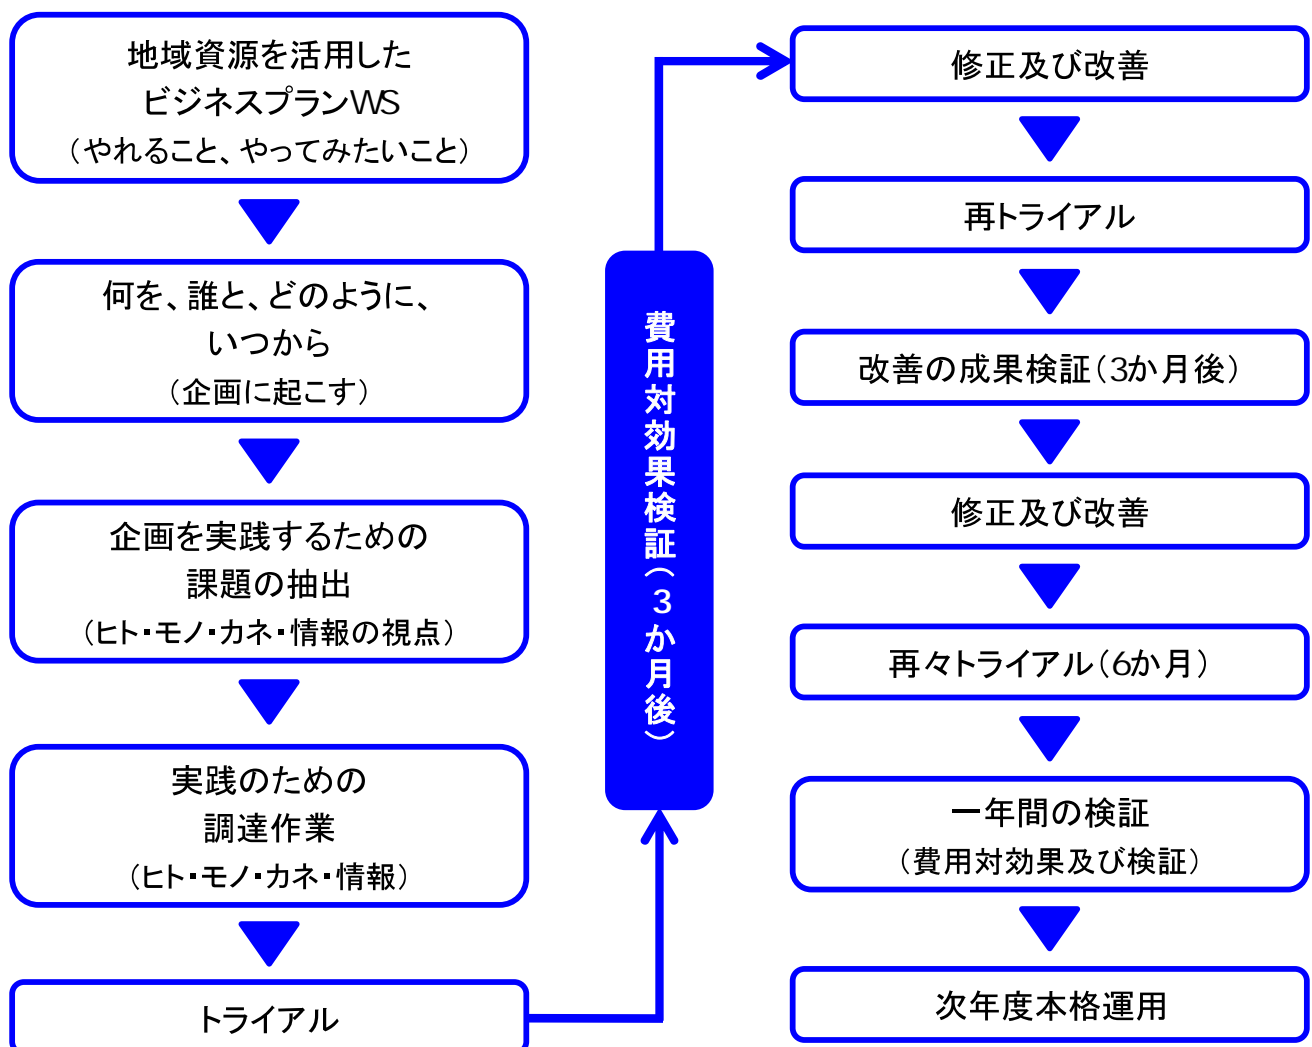 地域資源を活用した
ビジネスプランWS
（やれること、やってみたいこと）
何を、誰と、どのように、
いつから
（企画に起こす）
企画を実践するための
課題の抽出
（ヒト・モノ・カネ・情報の視点）
実践のための
調達作業
（ヒト・モノ・カネ・情報）
トライアル
費用対効果検証（３か月後）
修正及び改善
再トライアル
改善の成果検証（3か月後）
修正及び改善
再々トライアル（6か月）
一年間の検証
（費用対効果及び検証）
次年度本格運用